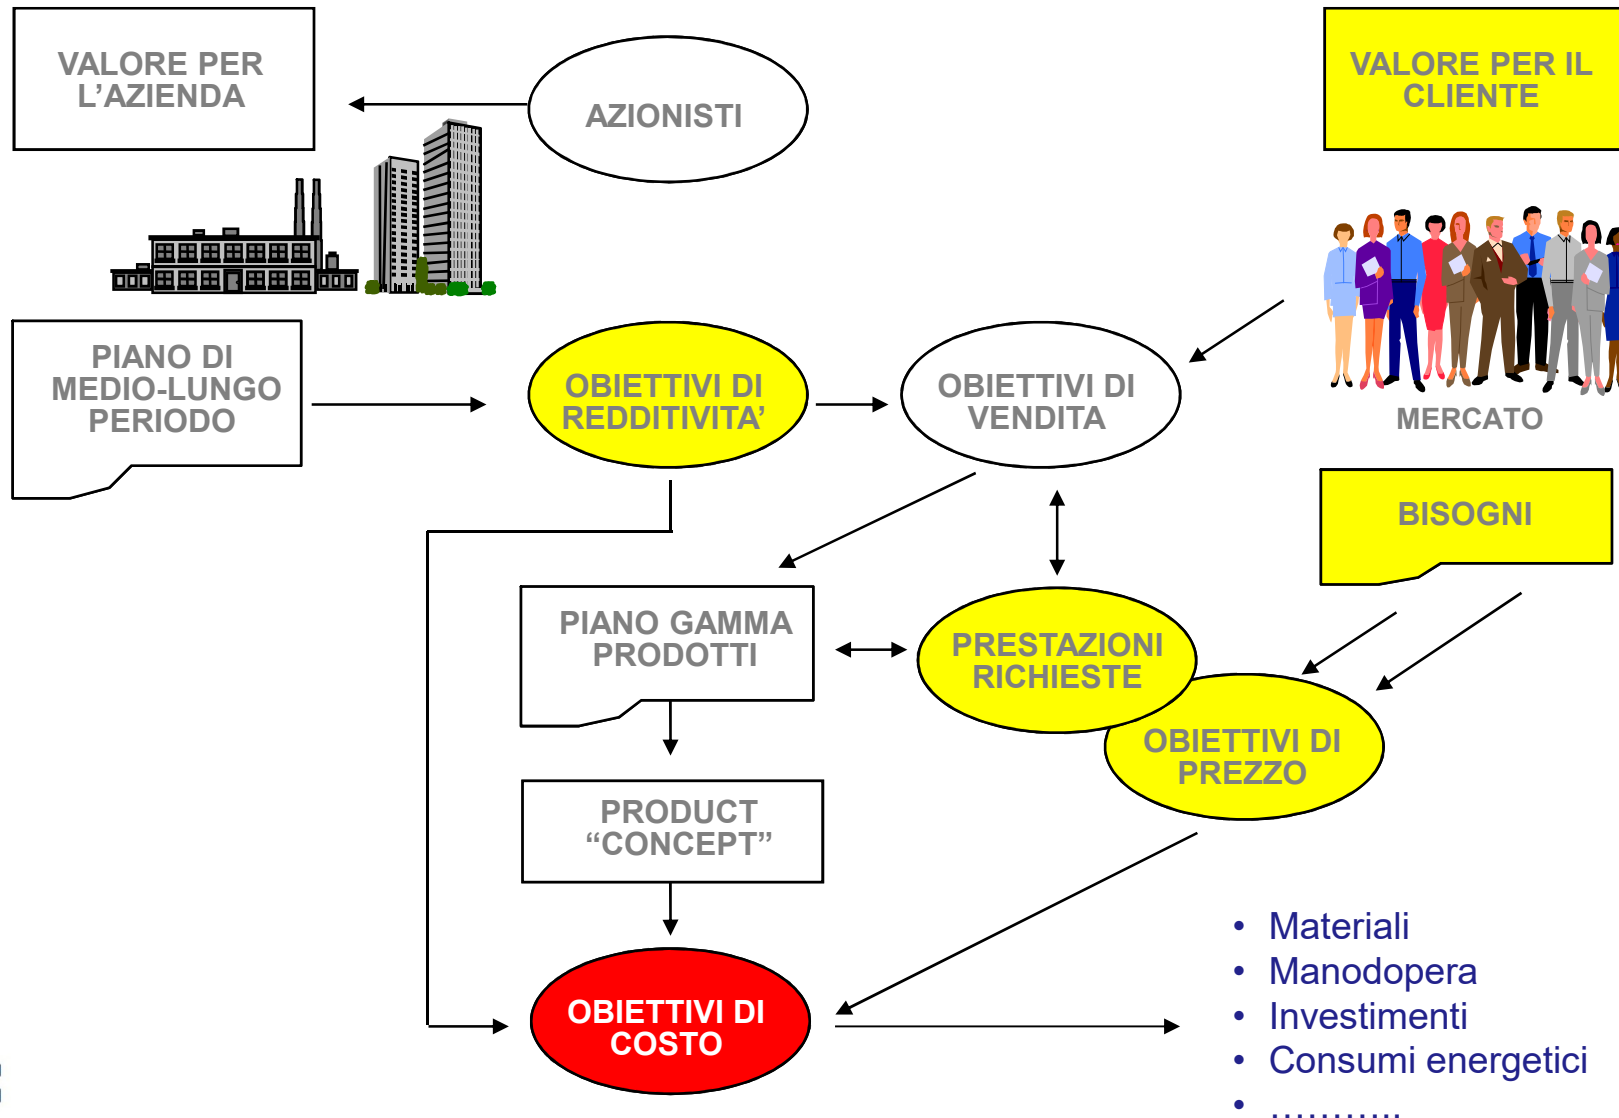 VALORE PER
L’AZIENDA
AZIONISTI
VALORE PER IL
CLIENTE
PIANO DI
MEDIO-LUNGO
PERIODO
OBIETTIVI DI
REDDITIVITA’
OBIETTIVI DI
VENDITA
MERCATO
BISOGNI
PIANO GAMMA
PRODOTTI
PRESTAZIONI
RICHIESTE
OBIETTIVI DI
PREZZO
PRODUCT
“CONCEPT”
OBIETTIVI DI
COSTO
• Materiali
• Manodopera
• Investimenti
• Consumi energetici
• ………...